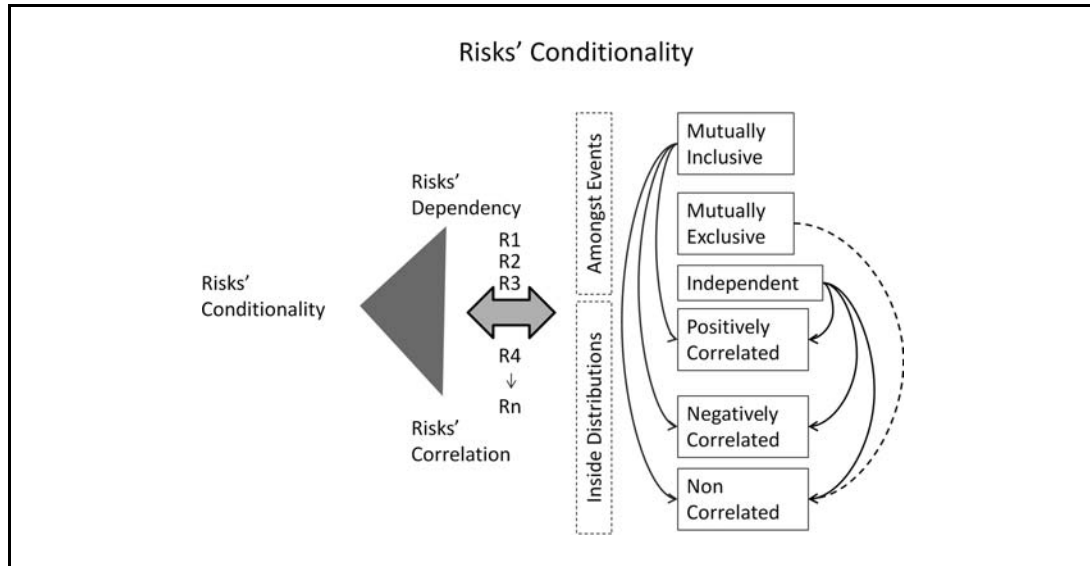 Risks’ Conditionality
Risks’
Dependency
R1
R2
R3
Risks’
Conditionality
R4
↓
Rn
Risks’
Correlation
Amongst Events
Inside Distributions
Mutually
Inclusive
Mutually
Exclusive
Independent
Positively
Correlated
Negatively
Correlated
Non
Correlated